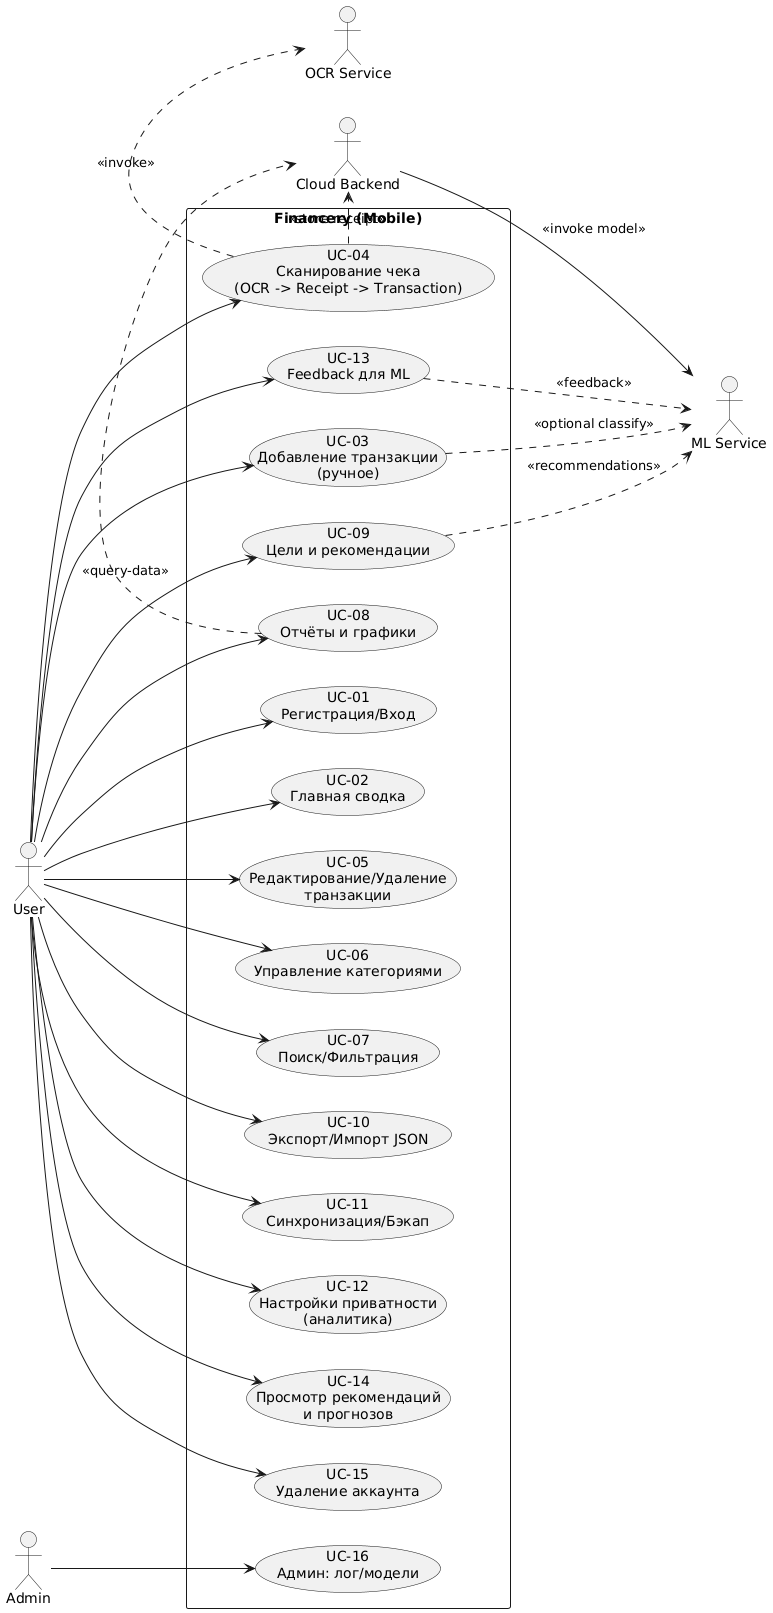 OCR Service
«invoke»
Cloud Backend
Financery (Mobile)
«invoke model»
UC-04
Сканирование чека
(OCR -> Receipt -> Transaction)
UC-13
Feedback для ML
«feedback»
«optional classify»
ML Service
UC-03
Добавление транзакции
(ручное)
«recommendations»
UC-09
Цели и рекомендации
«query-data»
UC-08
Отчёты и графики
UC-01
Регистрация/Вход
UC-02
Главная сводка
UC-05
Редактирование/Удаление
транзакции
User
UC-06
Управление категориями
UC-07
Поиск/Фильтрация
UC-10
Экспорт/Импорт JSON
UC-11
Синхронизация/Бэкап
UC-12
Настройки приватности
(аналитика)
UC-14
Просмотр рекомендаций
и прогнозов
UC-15
Удаление аккаунта
UC-16
Админ: лог/модели
Admin